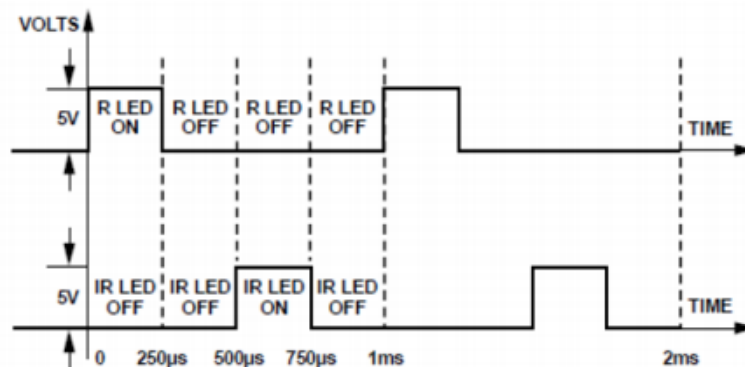 VOLTS
5V
R LED R LED R LED R LED
ON OFF OFF OFF
TIME
5V
IR LED IR LED IR LED IR LED
OFF OFF ON OFF
TIME
0 250µs 500µs 750µs 1ms 2ms